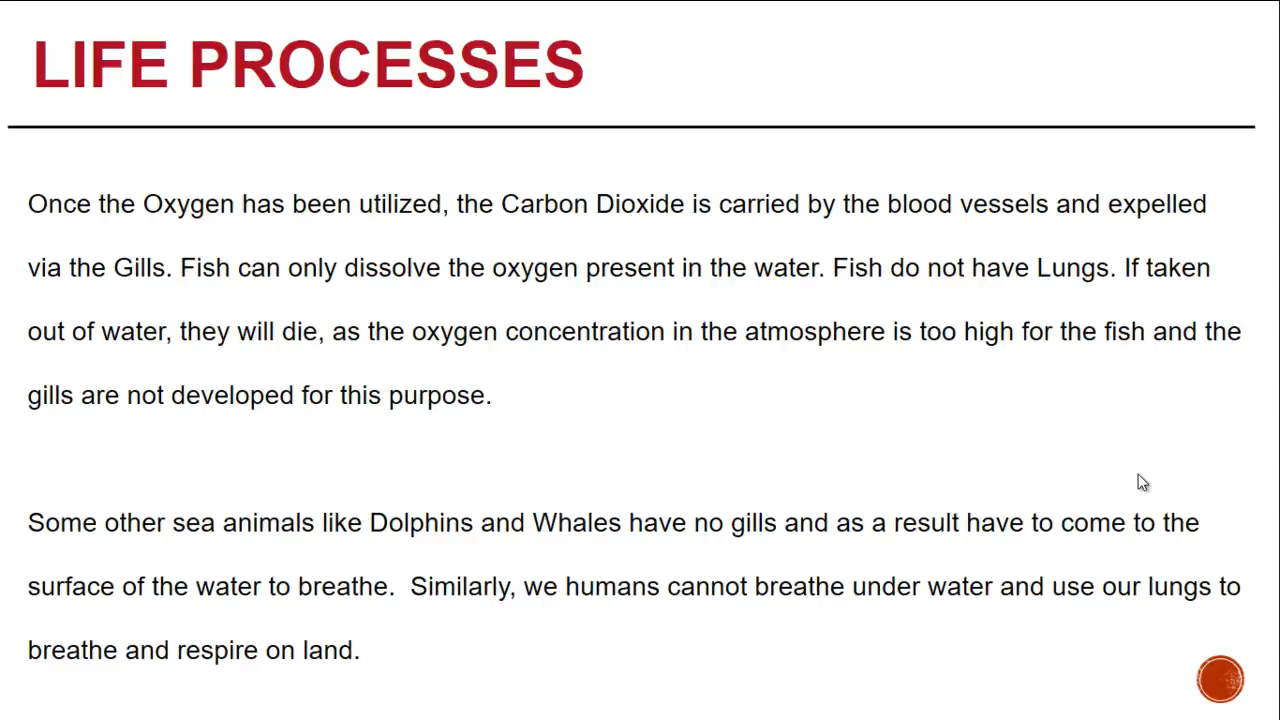 LIFE PROCESSES
Once the Oxygen has been utilized, the Carbon Dioxide is carried by the blood vessels and expelled
via the Gills. Fish can only dissolve the oxygen present in the water. Fish do not have Lungs. If taken
out of water, they will die, as the oxygen concentration in the atmosphere is too high for the fish and the
gills are not developed for this purpose.
Some other sea animals like Dolphins and Whales have no gills and as a result have to come to the
surface of the water to breathe.  Similarly, we humans cannot breathe under water and use our lungs to
breathe and respire on land.